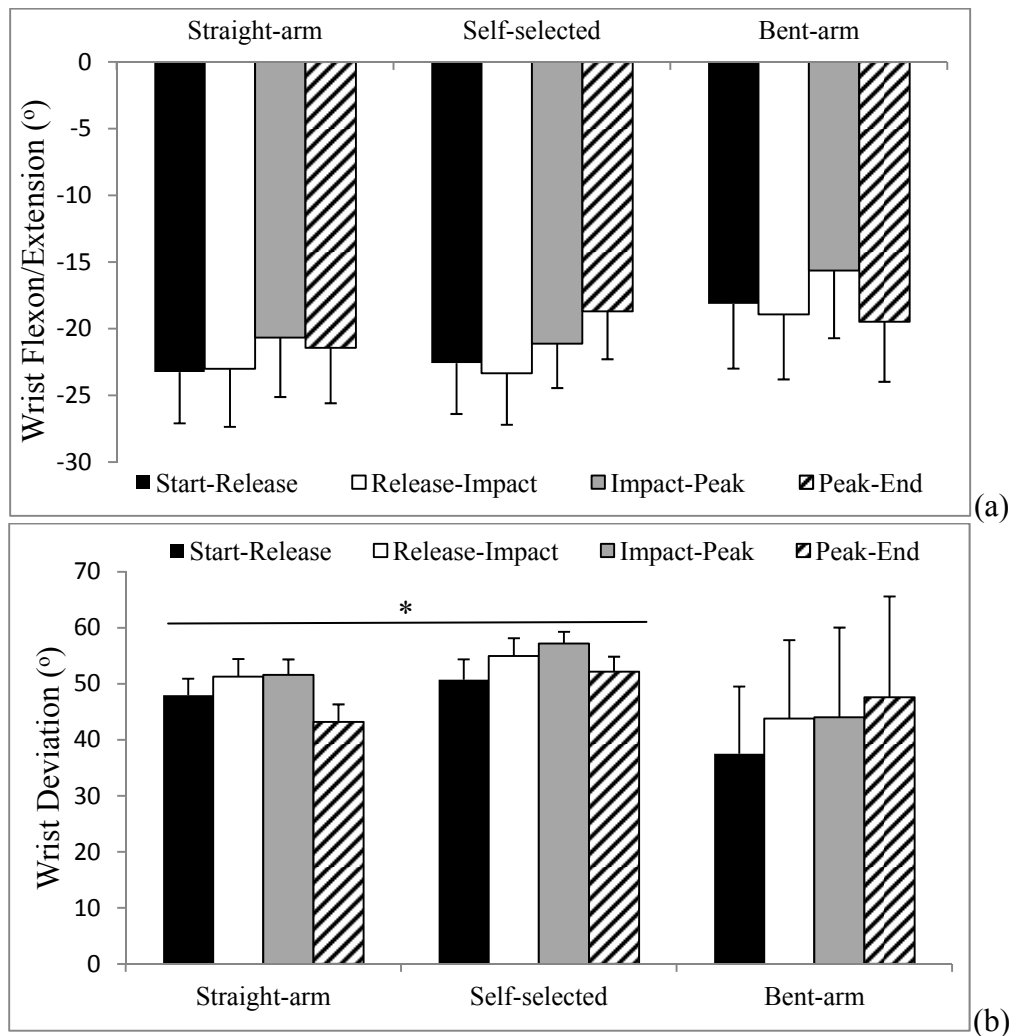 Straight-arm Self-selected Bent-arm
0
-5
-10
-15
-20
-25
-30
Wrist Flexon/Extension (º)
Start-Release Release-Impact Impact-Peak Peak-End
(a)
Start-Release Release-Impact Impact-Peak Peak-End
70
60
50
40
30
20
10
0
Wrist Deviation (º)
*
Straight-arm Self-selected Bent-arm
(b)